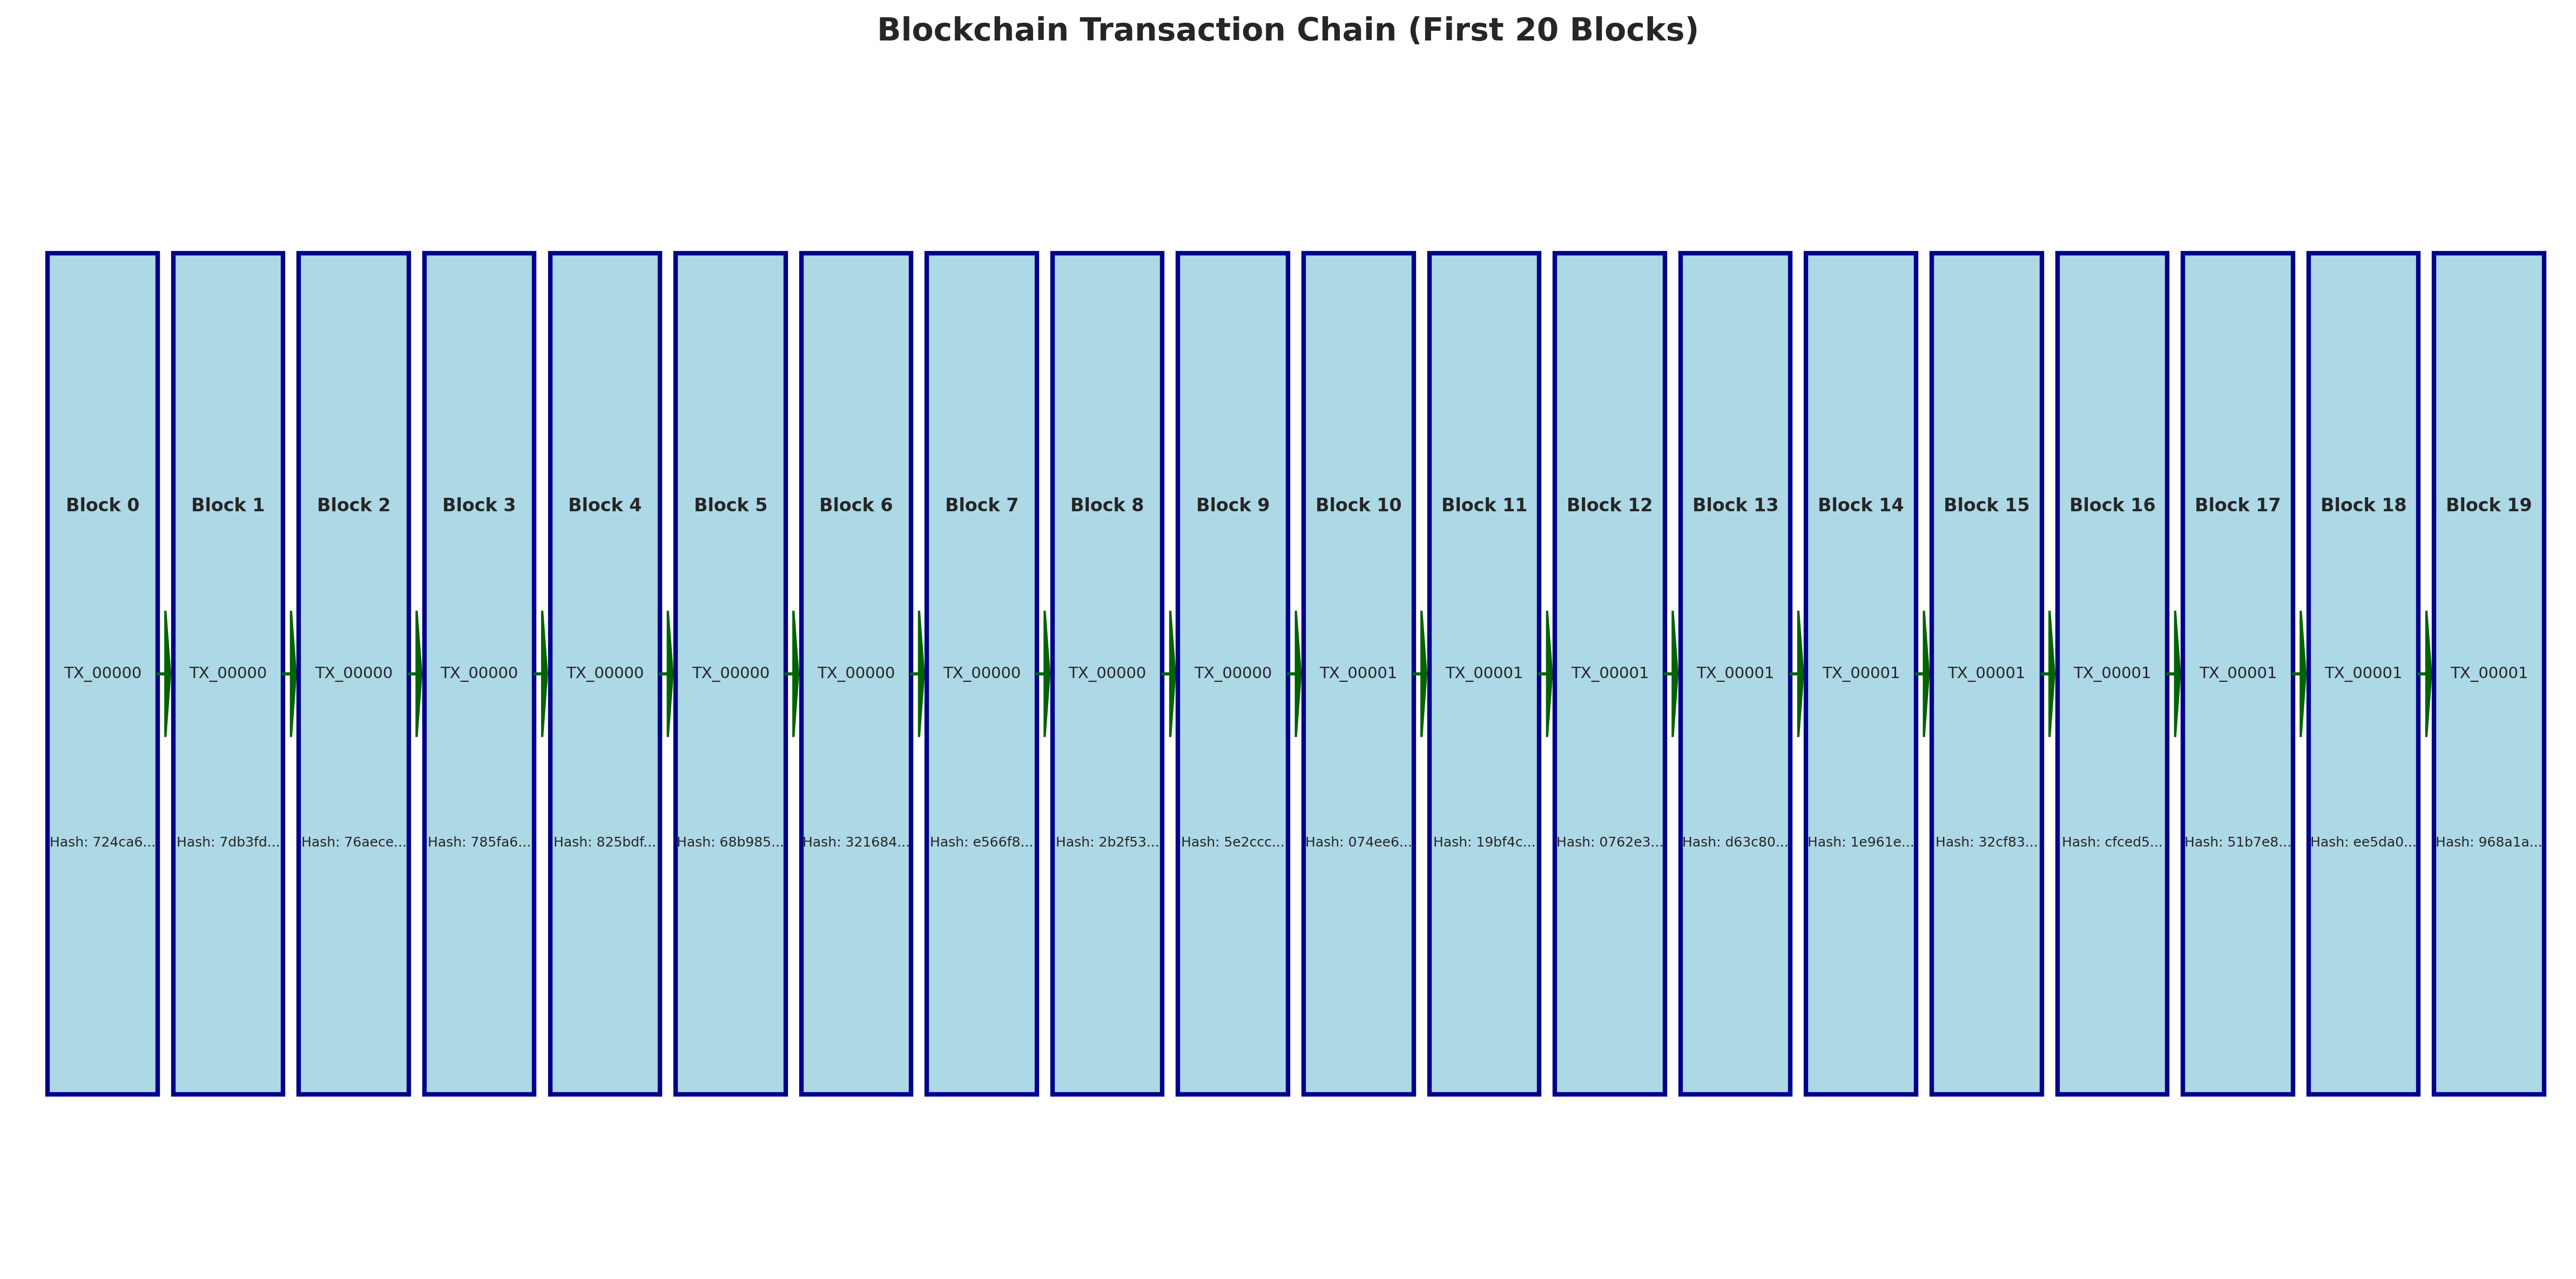 Blockchain Transaction Chain (First 20 Blocks)
Block 0
TX_00000
Hash: 724ca6...
Block 1
TX_00000
Hash: 7db3fd...
Block 2
TX_00000
Hash: 76aece...
Block 3
TX_00000
Hash: 785fa6...
Block 4
TX_00000
Hash: 825bdf...
Block 5
TX_00000
Hash: 68b985...
Block 6
TX_00000
Hash: 321684...
Block 7
TX_00000
Hash: e566f8...
Block 8
TX_00000
Hash: 2b2f53...
Block 9
TX_00000
Hash: 5e2ccc...
Block 10
TX_00001
Hash: 074ee6...
Block 11
TX_00001
Hash: 19bf4c...
Block 12
TX_00001
Hash: 0762e3...
Block 13
TX_00001
Hash: d63c80...
Block 14
TX_00001
Hash: 1e961e...
Block 15
TX_00001
Hash: 32cf83...
Block 16
TX_00001
Hash: cfced5...
Block 17
TX_00001
Hash: 51b7e8...
Block 18
TX_00001
Hash: ee5da0...
Block 19
TX_00001
Hash: 968a1a...